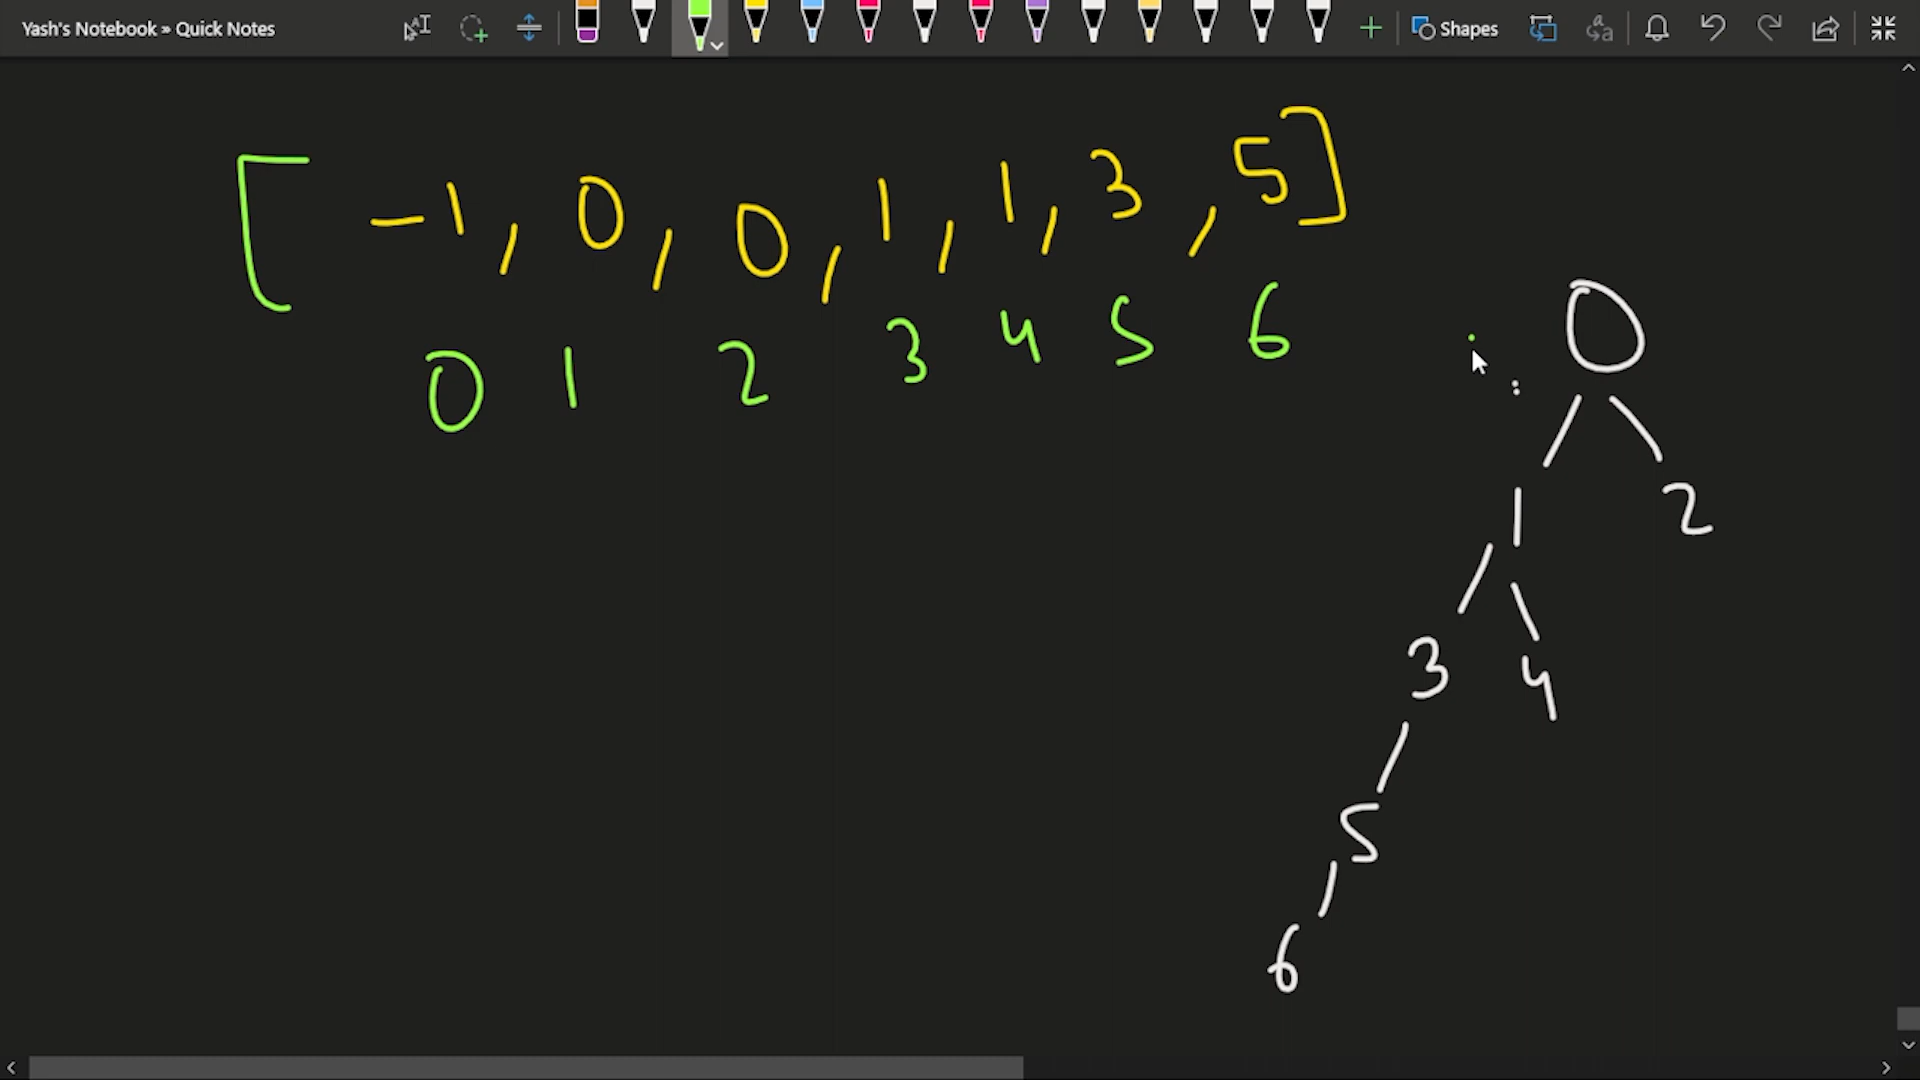 Yash's Notebook » Quick Notes
Shapes
[ -1, 0, 0, 1, 1, 3, 5]
0 1 2 3 4 5 6
0
1 2
3 4
5
6